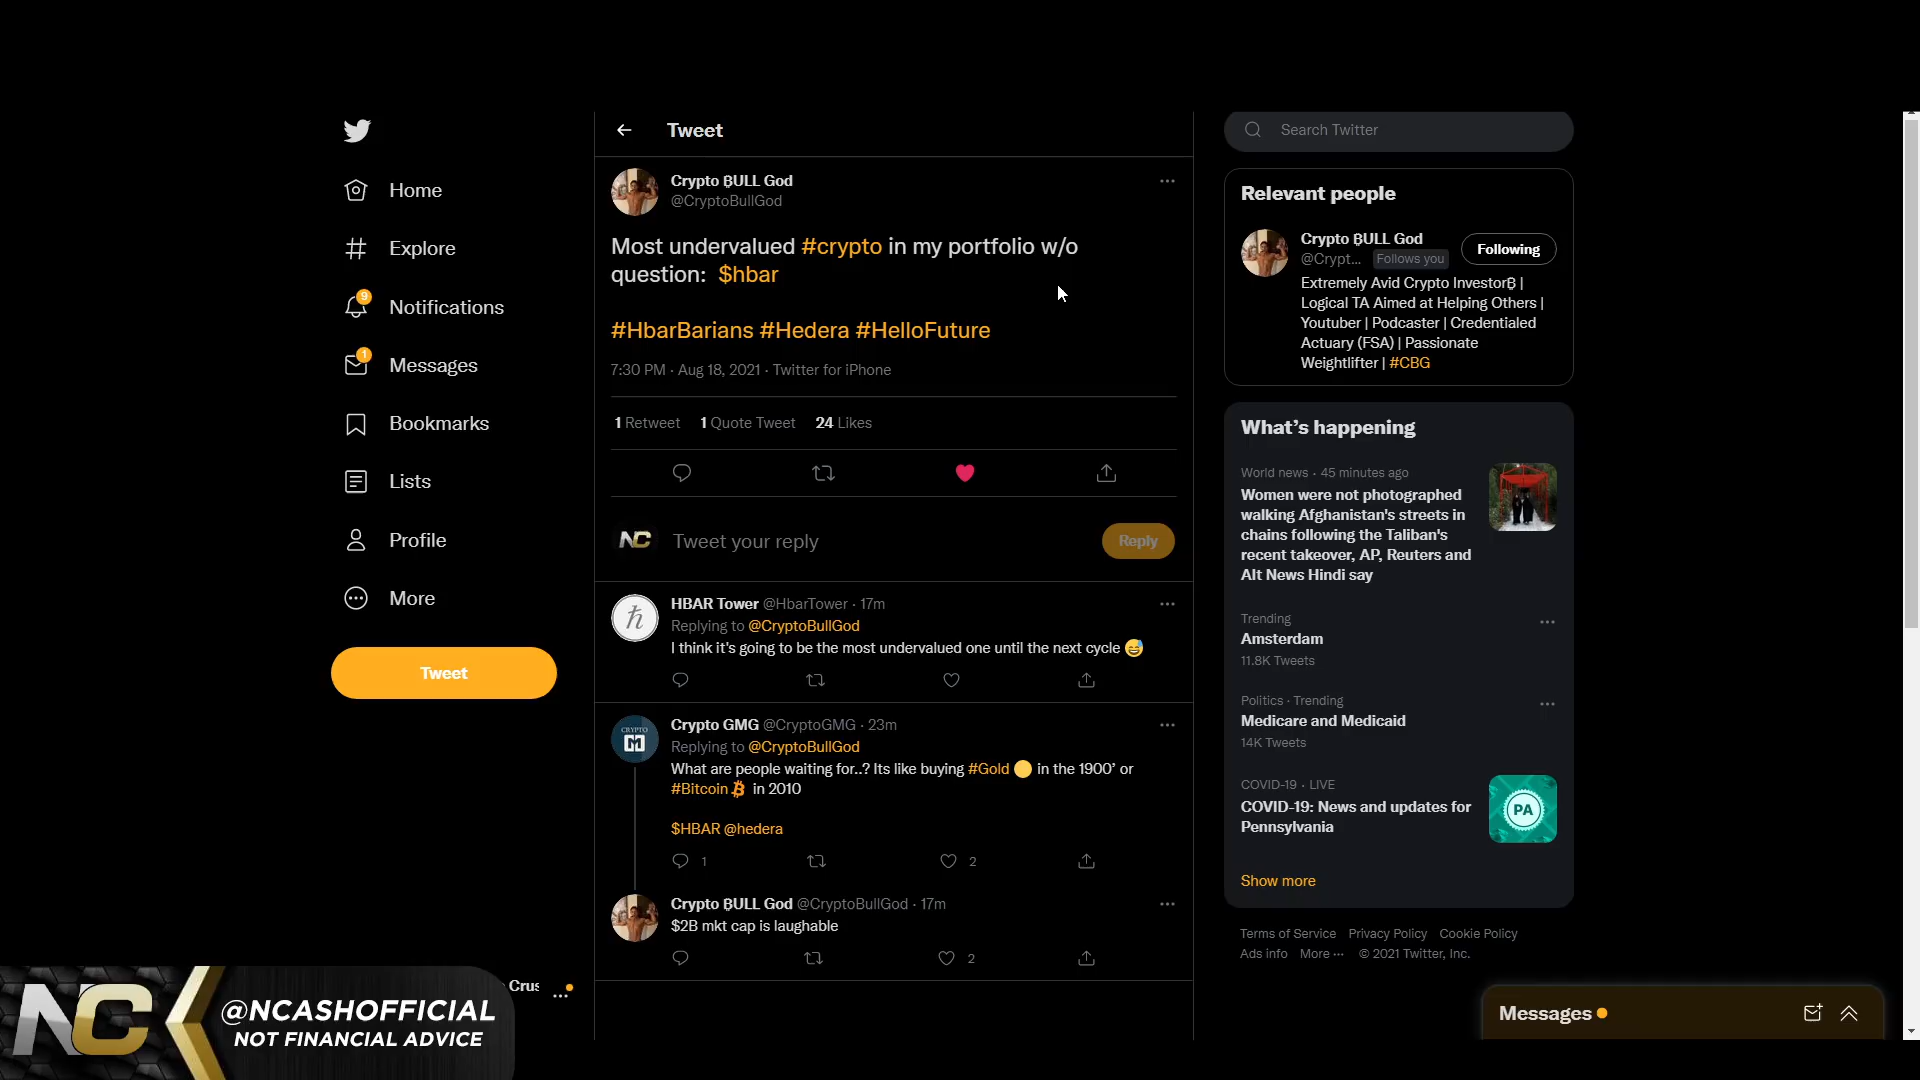 Home
Explore
9
Notifications
1
Messages
Bookmarks
Lists
Profile
More
Tweet
Tweet
Crypto ₿ULL God
@CryptoBullGod
Most undervalued #crypto in my portfolio w/o
question: $hbar
#HbarBarians #Hedera #HelloFuture
7:30 PM · Aug 18, 2021 · Twitter for iPhone
1 Retweet 1 Quote Tweet 24 Likes
NC Tweet your reply Reply
HBAR Tower @HbarTower · 17m
Replying to @CryptoBullGod
I think it's going to be the most undervalued one until the next cycle 😅
Crypto GMG @CryptoGMG · 23m
Replying to @CryptoBullGod
What are people waiting for..? Its like buying #Gold 🟡 in the 1900' or
#Bitcoin ₿ in 2010
$HBAR @hedera
1 2
Crypto ₿ULL God @CryptoBullGod · 17m
$2B mkt cap is laughable
2
Search Twitter
Relevant people
Crypto ₿ULL God
@Crypt... Follows you
Following
Extremely Avid Crypto Investor₿ |
Logical TA Aimed at Helping Others |
Youtuber | Podcaster | Credentialed
Actuary (FSA) | Passionate
Weightlifter | #CBG
What's happening
World news · 45 minutes ago
Women were not photographed
walking Afghanistan's streets in
chains following the Taliban's
recent takeover, AP, Reuters and
Alt News Hindi say
Trending
Amsterdam
11.8K Tweets
Politics · Trending
Medicare and Medicaid
14K Tweets
COVID-19 · LIVE
COVID-19: News and updates for
Pennsylvania
PA
Show more
Terms of Service Privacy Policy Cookie Policy
Ads info More ··· © 2021 Twitter, Inc.
Messages
Crus
NC
@NCASHOFFICIAL
NOT FINANCIAL ADVICE